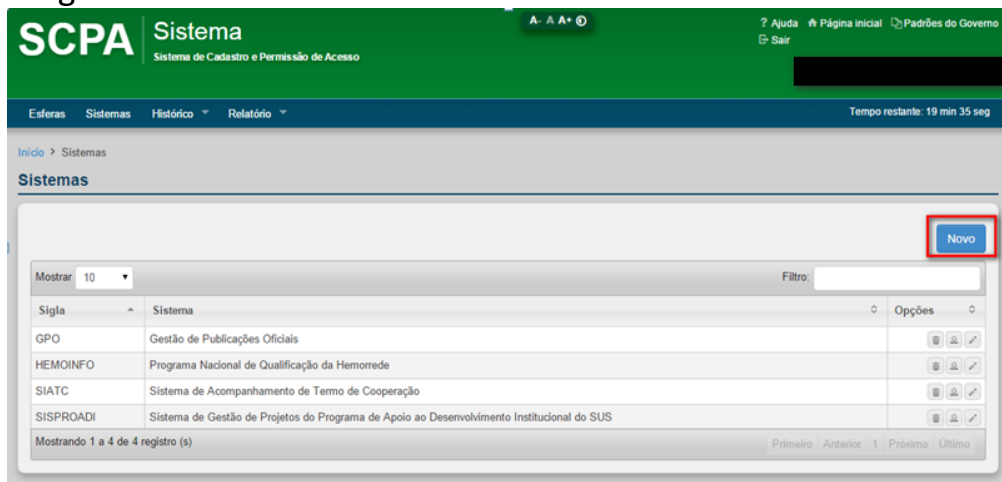 SCPA Sistema
Sistema de Cadastro e Permissão de Acesso
A- A A+
? Ajuda Página inicial Padrões do Governo
Sair
Esferas Sistemas Histórico Relatório Tempo restante: 19 min 35 seg
Início > Sistemas
Sistemas
Novo
Mostrar 10 Filtro:
Sigla Sistema Opções
GPO Gestão de Publicações Oficiais
HEMOINFO Programa Nacional de Qualificação da Hemorrede
SIATC Sistema de Acompanhamento de Termo de Cooperação
SISPROADI Sistema de Gestão de Projetos do Programa de Apoio ao Desenvolvimento Institucional do SUS
Mostrando 1 a 4 de 4 registro (s) Primeiro Anterior 1 Próximo Último